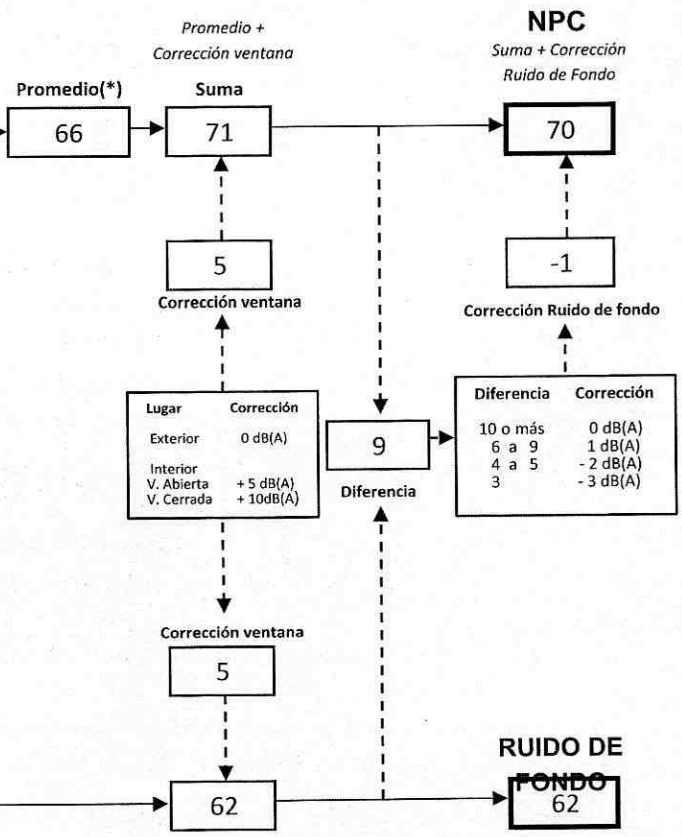 Promedio +
Corrección ventana
NPC
Suma + Corrección
Ruido de Fondo
Promedio(*)
Suma
66
71
70
5
Corrección ventana
-1
Corrección Ruido de fondo
Lugar Corrección
Exterior 0 dB(A)
Interior
V. Abierta + 5 dB(A)
V. Cerrada + 10dB(A)
9
Diferencia
Diferencia Corrección
10 o más 0 dB(A)
6 a 9 1 dB(A)
4 a 5 - 2 dB(A)
3 - 3 dB(A)
Corrección ventana
5
62
RUIDO DE
FONDO
62